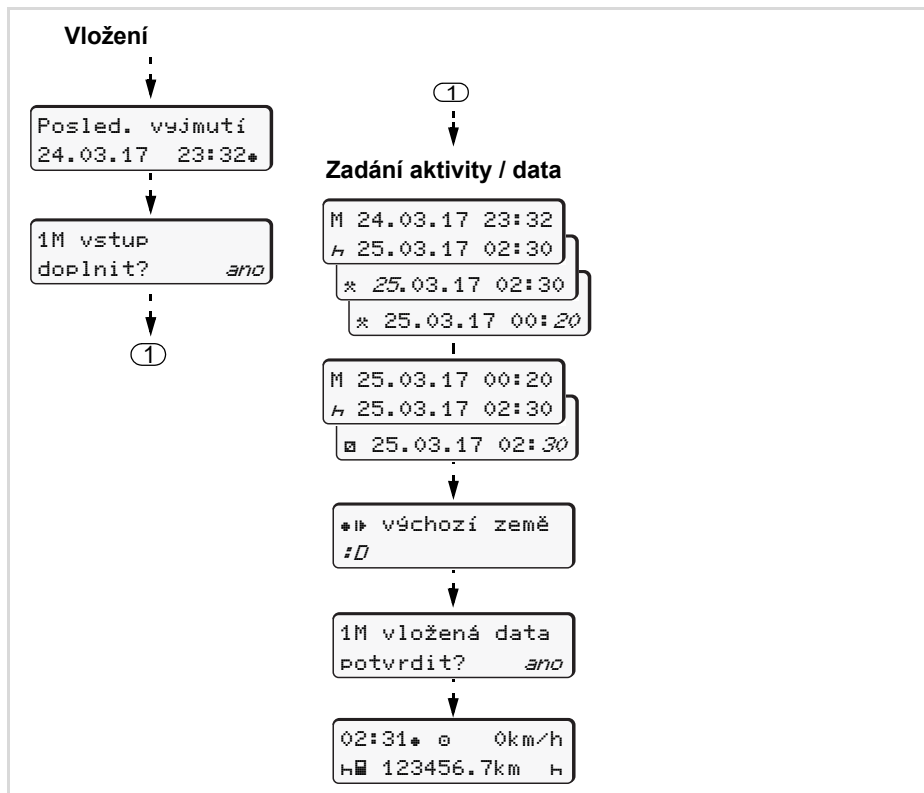 Vložení
Posled. vyjmutí
24.03.17 23:32
1M vstup
doplnit? ano
1
1
Zadání aktivity / data
M 24.03.17 23:32
25.03.17 02:30
25.03.17 02:30
25.03.17 00:20
M 25.03.17 00:20
25.03.17 02:30
25.03.17 02:30
výchozí země
:D
1M vložená data
potvrdit? ano
02:31 0km/h
123456.7km